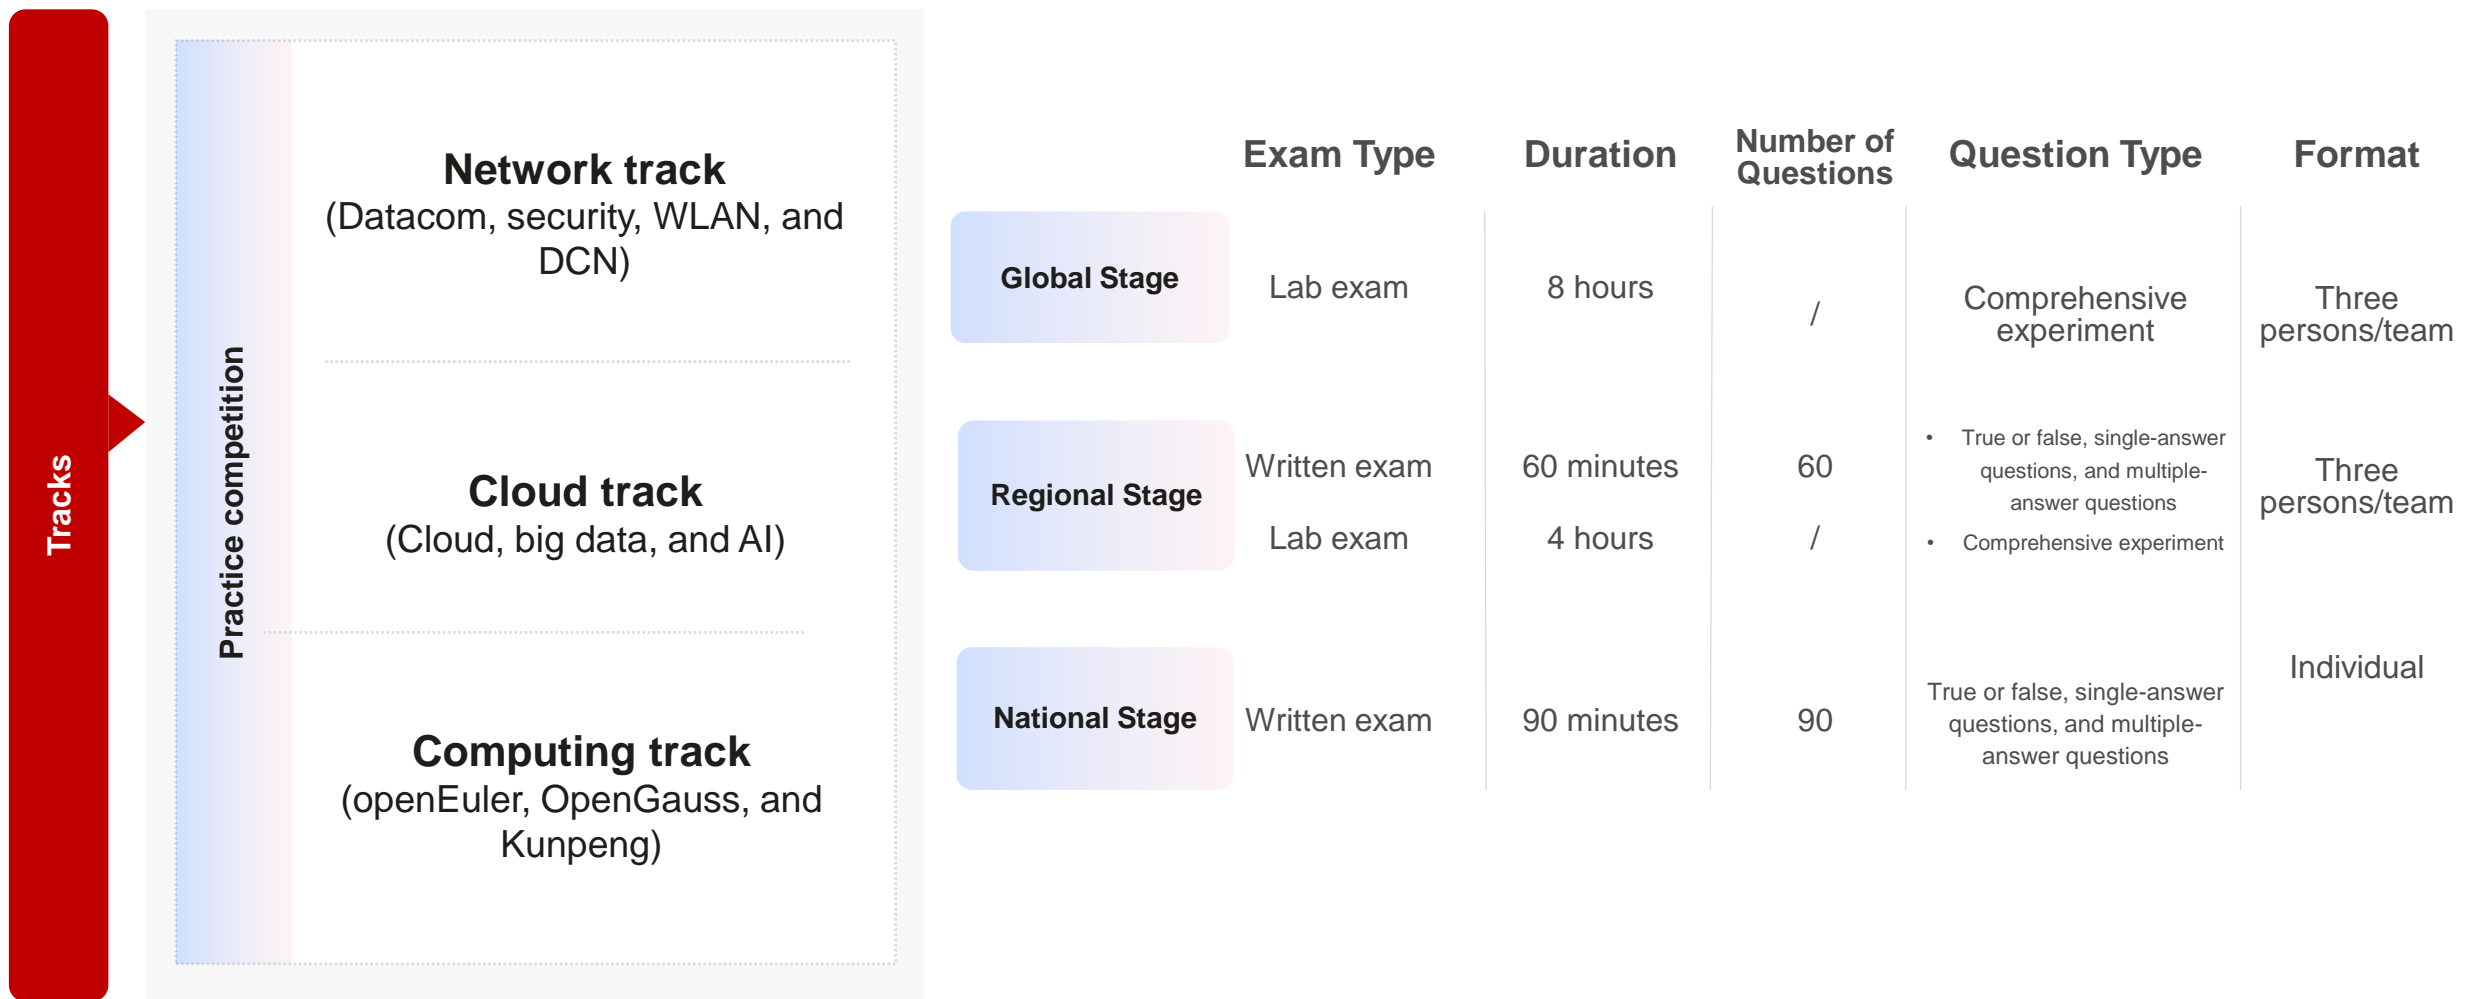 Tracks
Practice competition
Network track
(Datacom, security, WLAN, and
DCN)
Cloud track
(Cloud, big data, and AI)
Computing track
(openEuler, OpenGauss, and
Kunpeng)
Exam Type
Duration
Number of
Questions
Question Type
Format
Global Stage
Lab exam
8 hours
/
Comprehensive
experiment
Three
persons/team
Regional Stage
Written exam
60 minutes
60
• True or false, single-answer
questions, and multiple-
answer questions
Lab exam
4 hours
/
• Comprehensive experiment
Three
persons/team
National Stage
Written exam
90 minutes
90
True or false, single-answer
questions, and multiple-
answer questions
Individual